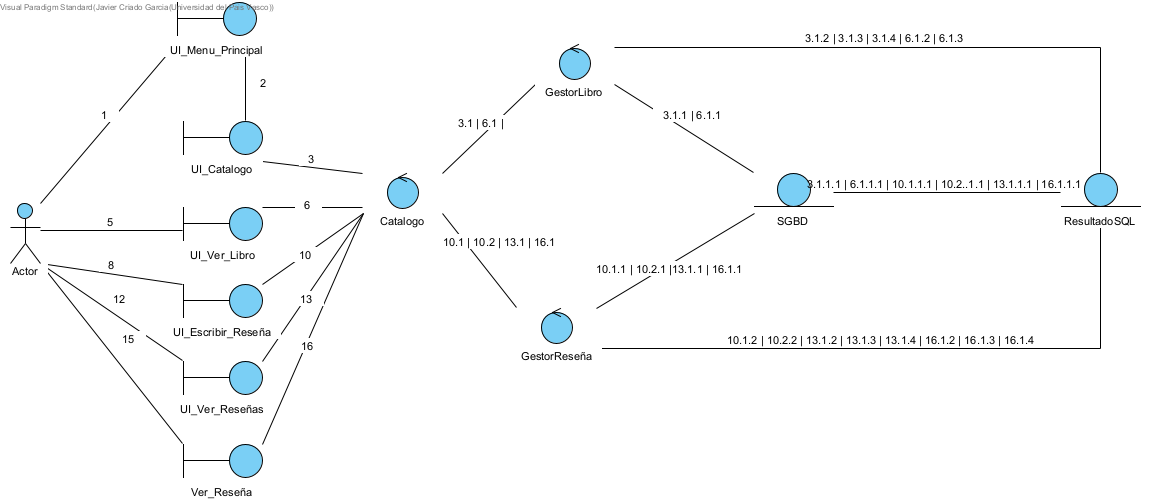 Visual Paradigm Standard(Javier Criado Garcia(Universidad del Pais Vasco))
UI_Menu_Principal
3.1.2 | 3.1.3 | 3.1.4 | 6.1.2 | 6.1.3
2
GestorLibro
1
3.1 | 6.1 |
3.1.1 | 6.1.1
UI_Catalogo
3
3.1.1.1 | 6.1.1.1 | 10.1.1.1 | 10.2..1.1 | 13.1.1.1 | 16.1.1.1
Catalogo
SGBD
ResultadoSQL
5
6
UI_Ver_Libro
10.1 | 10.2 | 13.1 | 16.1
Actor
8
10
10.1.1 | 10.2.1 |13.1.1 | 16.1.1
12
13
UI_Escribir_Reseña
15
16
GestorReseña
10.1.2 | 10.2.2 | 13.1.2 | 13.1.3 | 13.1.4 | 16.1.2 | 16.1.3 | 16.1.4
UI_Ver_Reseñas
Ver_Reseña